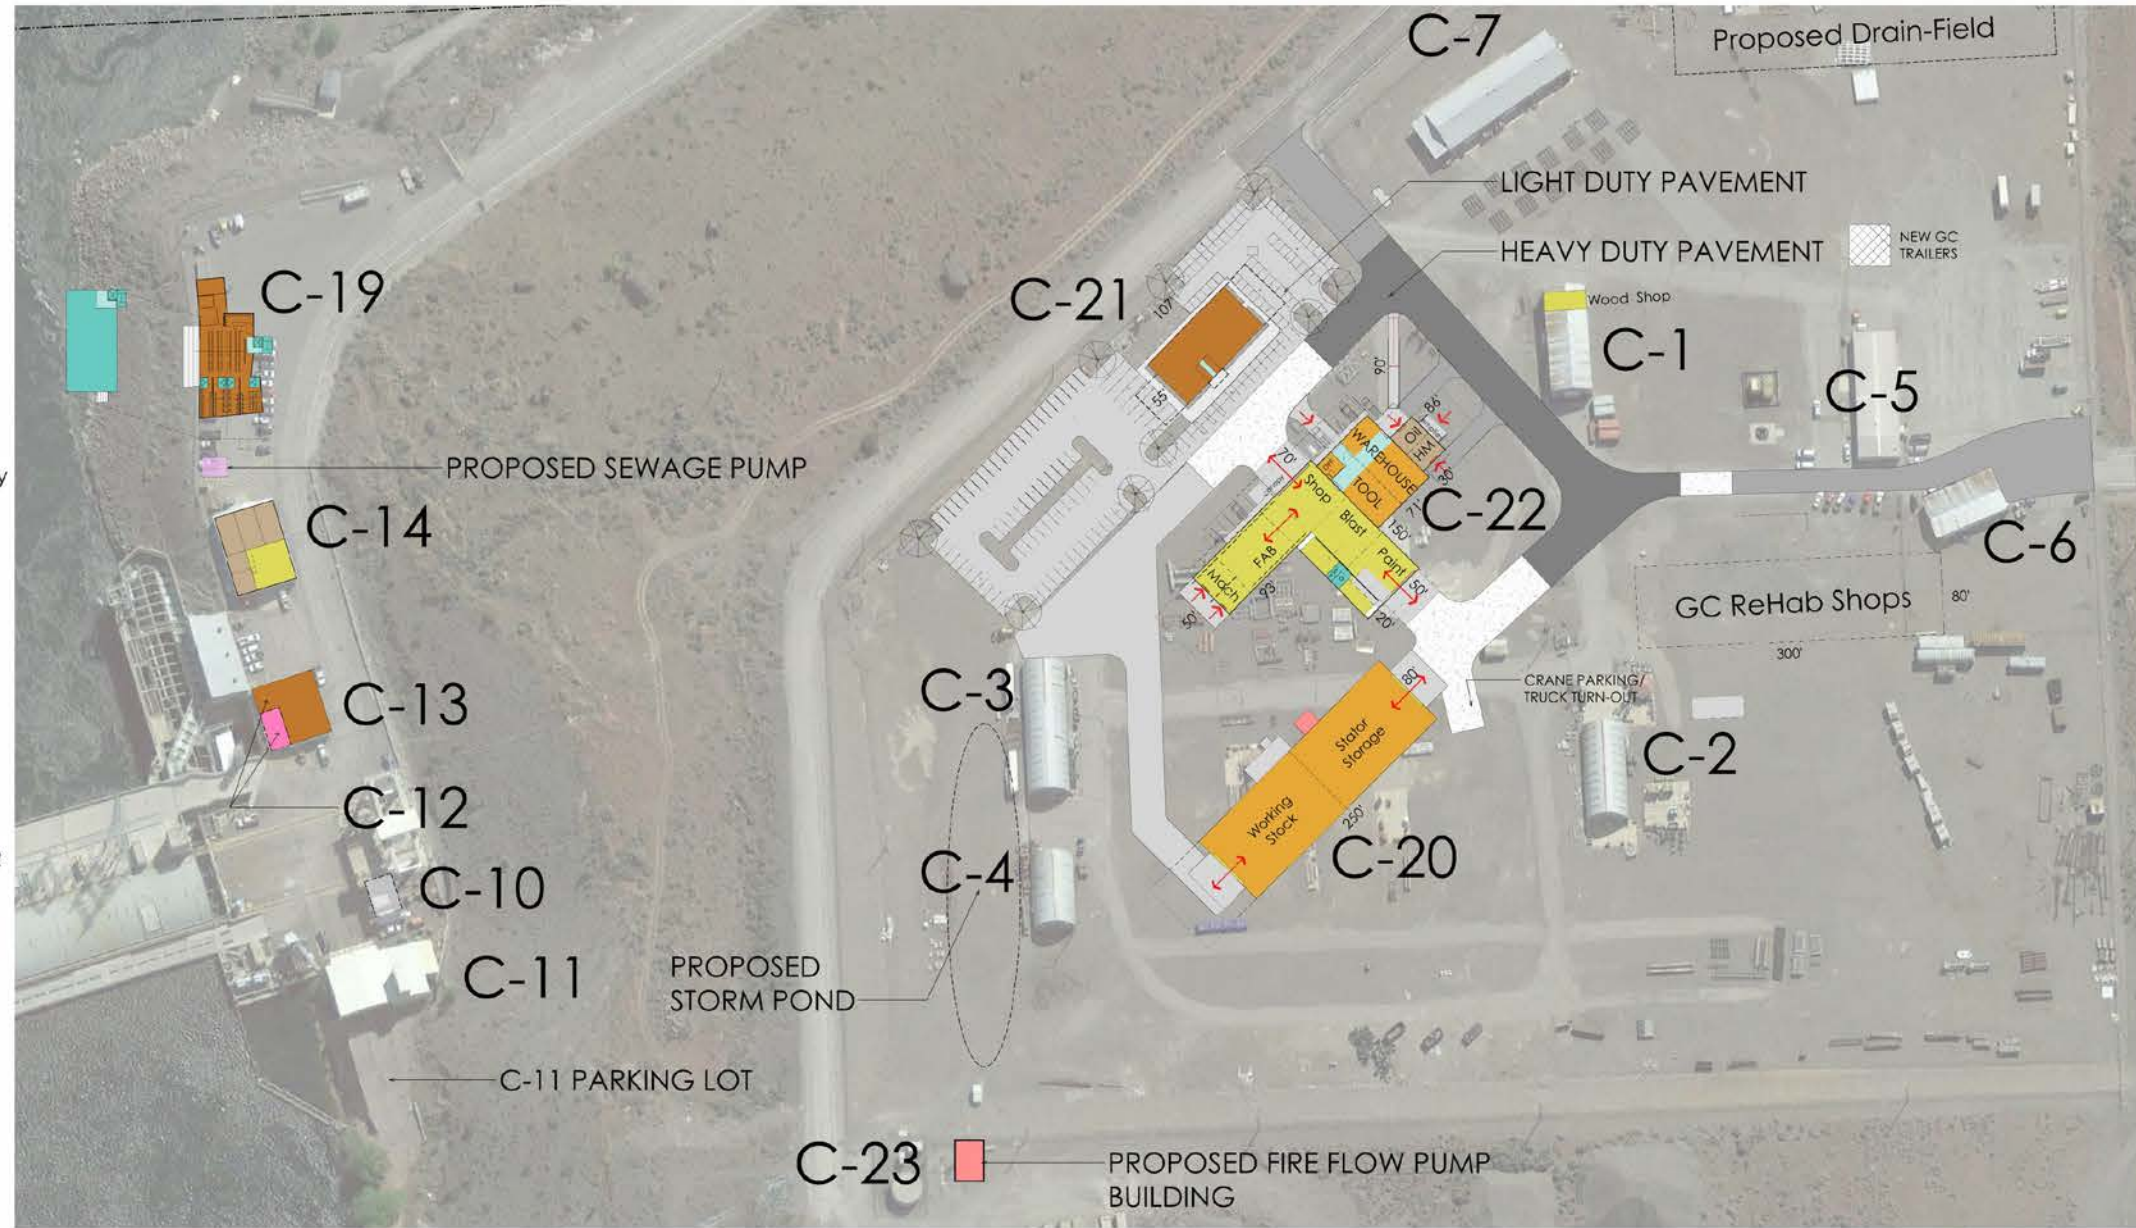 C-7
Proposed Drain-Field
LIGHT DUTY PAVEMENT
HEAVY DUTY PAVEMENT
NEW GC
TRAILERS
C-19
C-21
107'
55'
Wood Shop
C-1
C-5
90'
86'
PROPOSED SEWAGE PUMP
C-14
70'
WAREHOUSE
TOOL
OIL
HM
30'
71'
C-22
Shop
Blast
150'
FAB
Paint
Mach
93'
50'
50'
20'
C-6
GC ReHab Shops
80'
300'
C-13
C-3
80'
CRANE PARKING/
TRUCK TURN-OUT
Stator
Storage
C-2
C-12
Working
Stock
250'
C-20
C-10
C-4
C-11
PROPOSED
STORM POND
C-11 PARKING LOT
C-23
PROPOSED FIRE FLOW PUMP
BUILDING